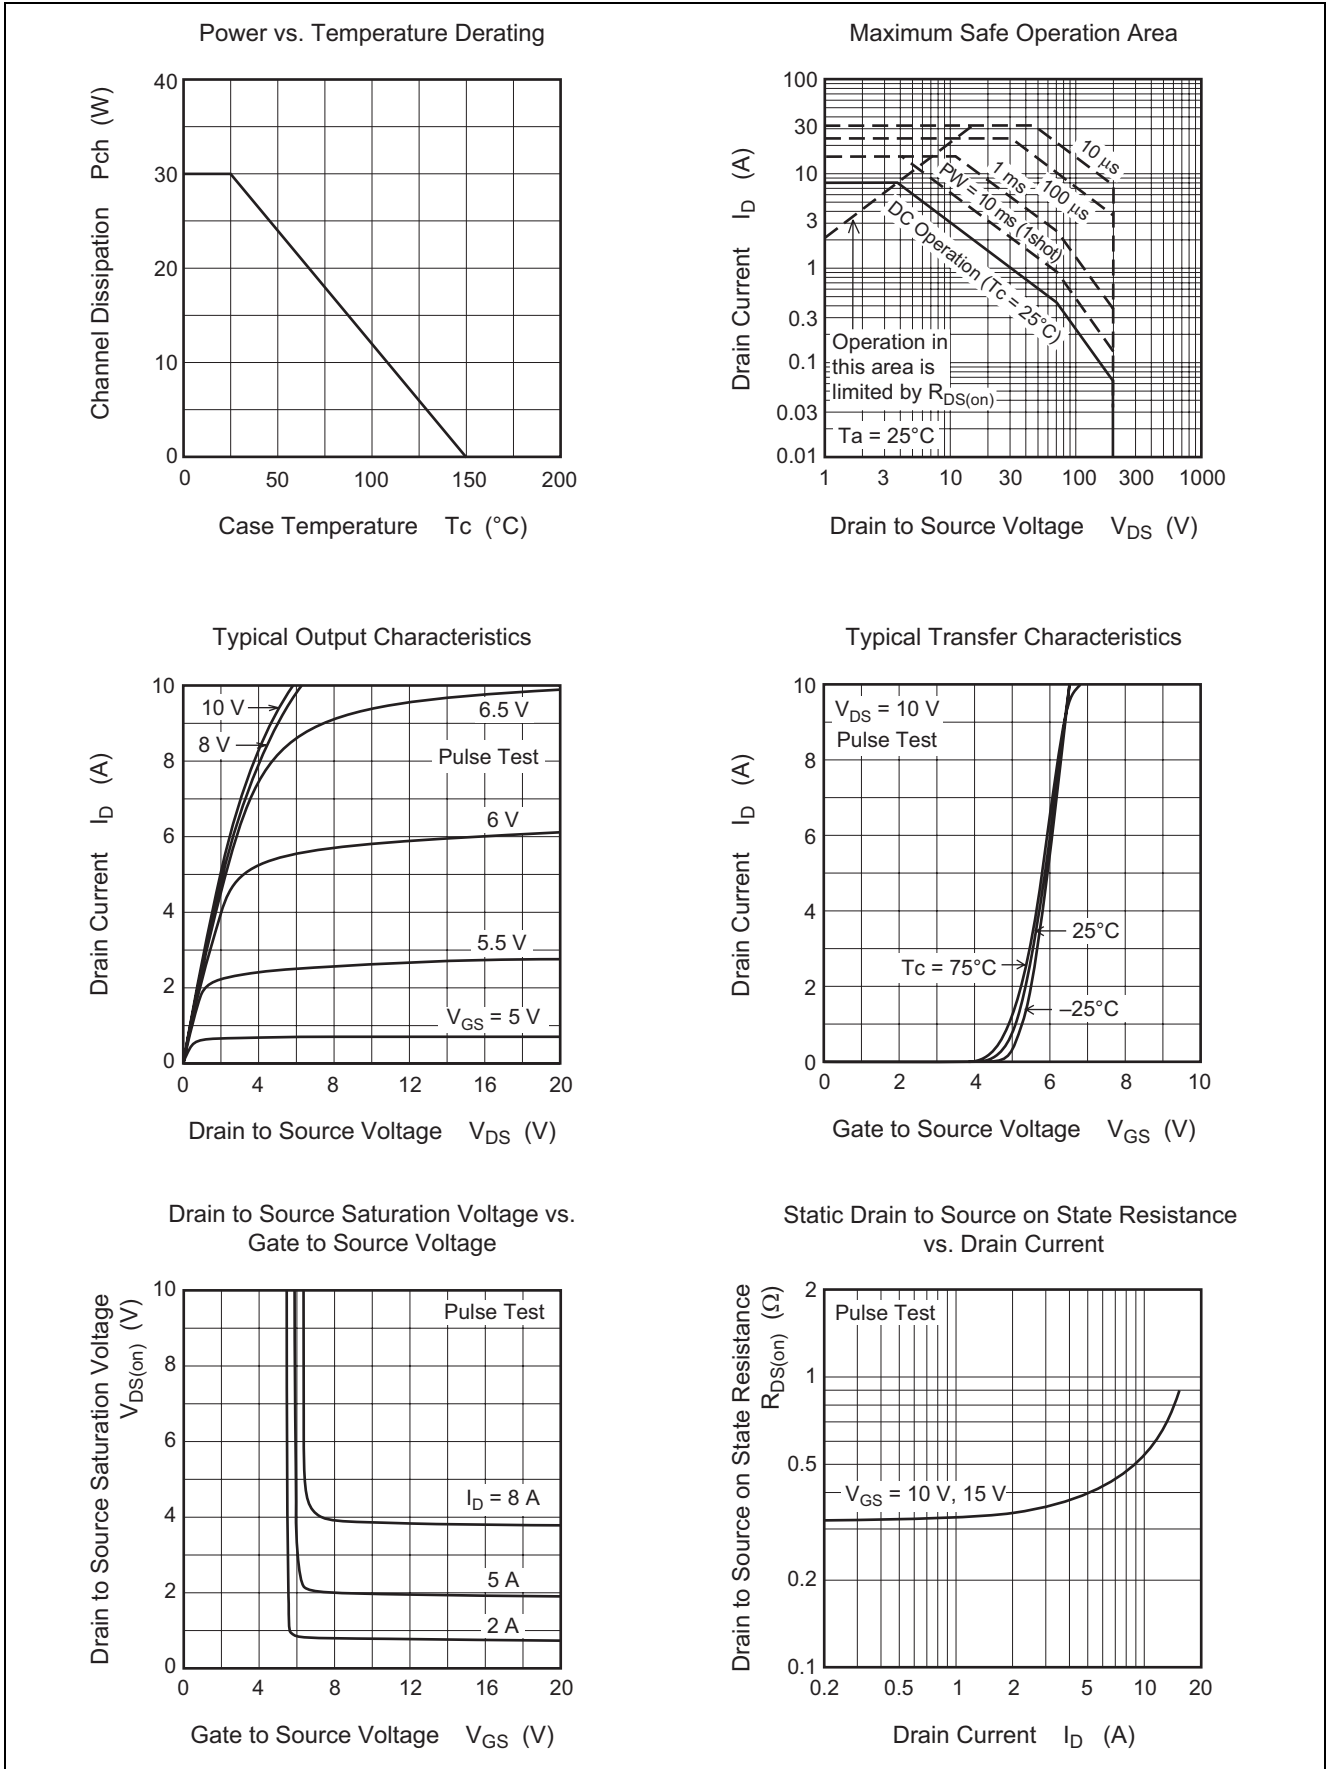 Power vs. Temperature Derating
40
30
20
10
0
Channel Dissipation Pch (W)
0 50 100 150 200
Case Temperature Tc (°C)
Maximum Safe Operation Area
100
30
10
3
1
0.3
0.1
0.03
0.01
Drain Current ID (A)
10 μs
100 μs
1 ms
PW = 10 ms (1shot)
DC Operation (Tc = 25°C)
Operation in
this area is
limited by RDS(on)
Ta = 25°C
1 3 10 30 100 300 1000
Drain to Source Voltage VDS (V)
Typical Output Characteristics
10
8
6
4
2
0
Drain Current ID (A)
10 V
8 V
6.5 V
Pulse Test
6 V
5.5 V
VGS = 5 V
0 4 8 12 16 20
Drain to Source Voltage VDS (V)
Typical Transfer Characteristics
10
8
6
4
2
0
Drain Current ID (A)
VDS = 10 V
Pulse Test
25°C
Tc = 75°C
–25°C
0 2 4 6 8 10
Gate to Source Voltage VGS (V)
Drain to Source Saturation Voltage vs.
Gate to Source Voltage
10
8
6
4
2
0
Drain to Source Saturation Voltage
VDS(on) (V)
Pulse Test
ID = 8 A
5 A
2 A
0 4 8 12 16 20
Gate to Source Voltage VGS (V)
Static Drain to Source on State Resistance
vs. Drain Current
2
1
0.5
0.2
0.1
Drain to Source on State Resistance
RDS(on) (Ω)
Pulse Test
VGS = 10 V, 15 V
0.2 0.5 1 2 5 10 20
Drain Current ID (A)